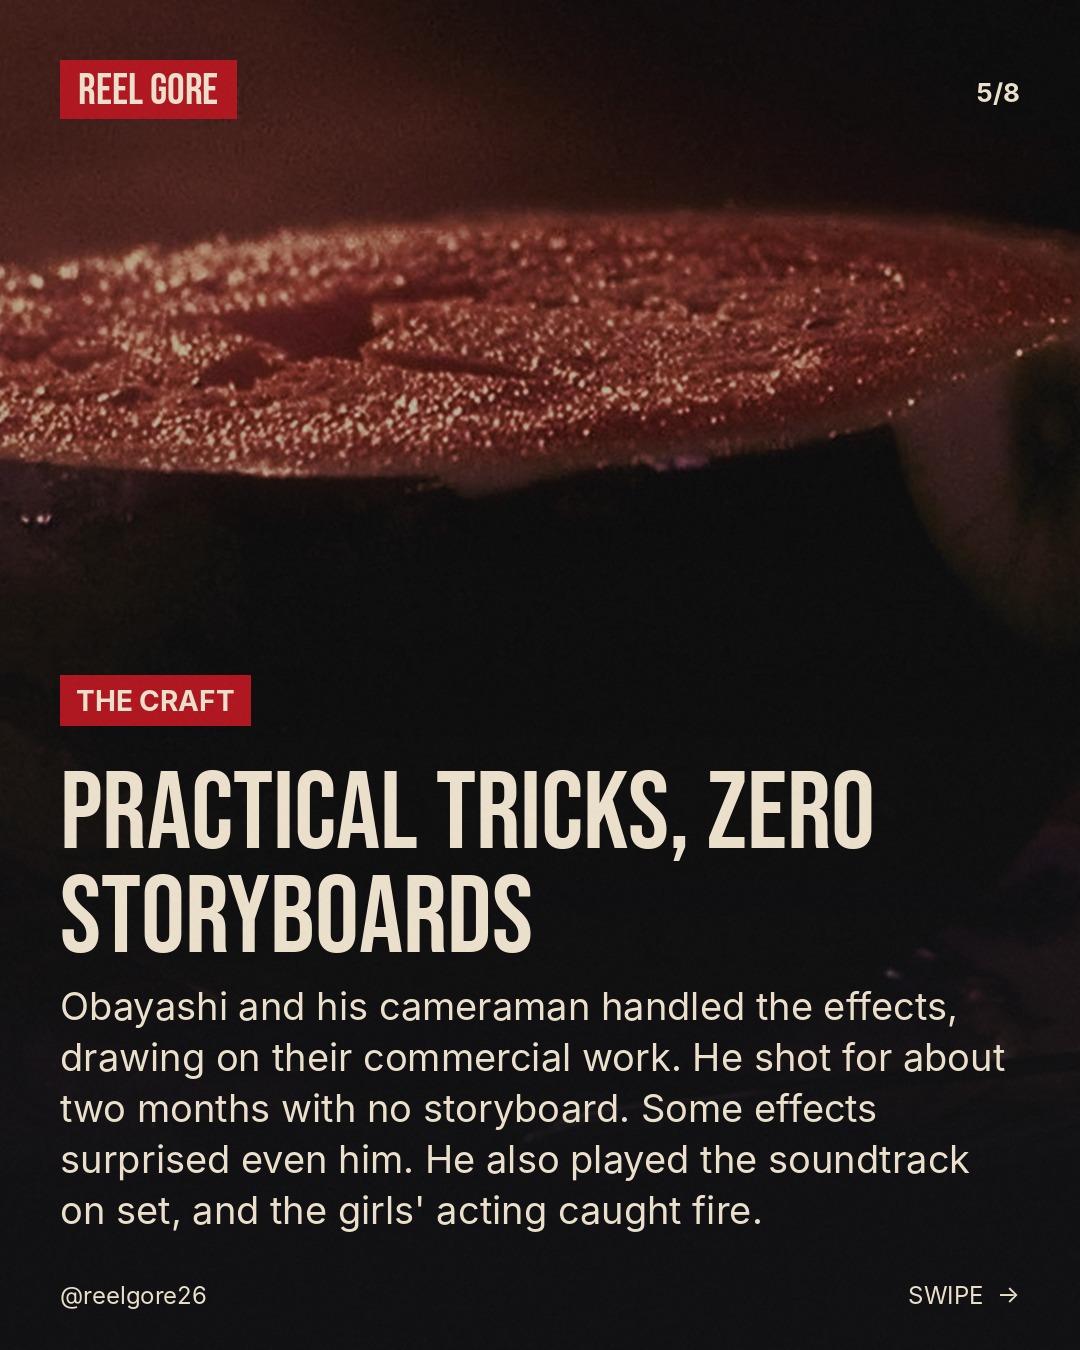 REEL GORE
5/8
THE CRAFT
PRACTICAL TRICKS, ZERO
STORYBOARDS
Obayashi and his cameraman handled the effects,
drawing on their commercial work. He shot for about
two months with no storyboard. Some effects
surprised even him. He also played the soundtrack
on set, and the girls' acting caught fire.
@reelgore26
SWIPE →